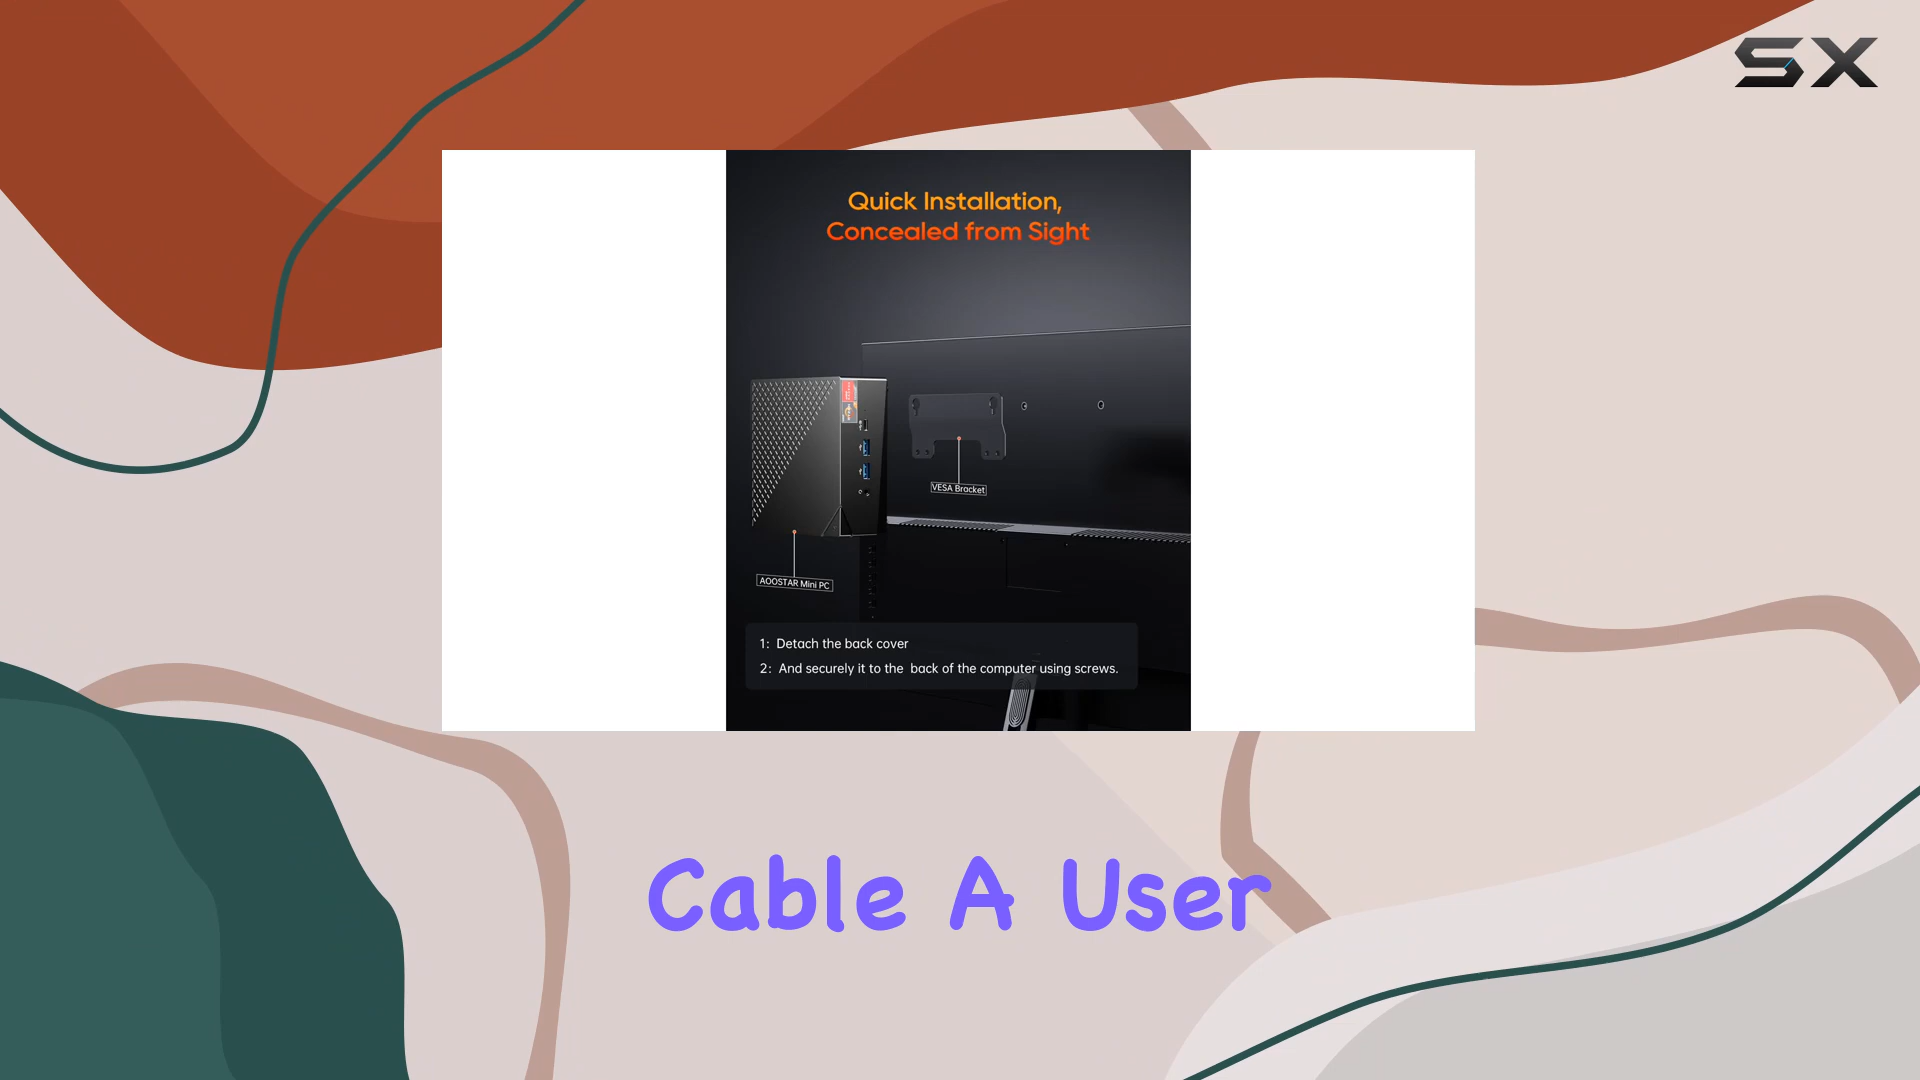 SX
Quick Installation,
Concealed from Sight
VESA Bracket
AOOSTAR Mini PC
1: Detach the back cover
2: And securely it to the back of the computer using screws.
Cable A User